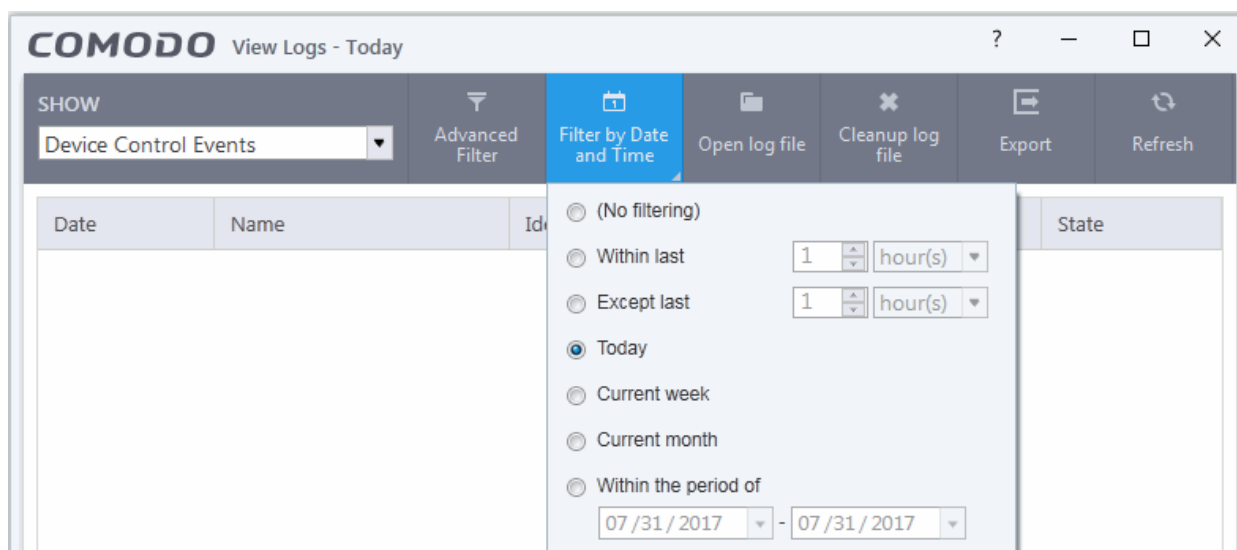 COMODO View Logs - Today ?
SHOW
Device Control Events
Advanced
Filter
Filter by Date
and Time
Open log file
Cleanup log
file
Export
Refresh
Date Name State
(No filtering)
Within last 1 hour(s)
Except last 1 hour(s)
Today
Current week
Current month
Within the period of
07/31/2017 - 07/31/2017